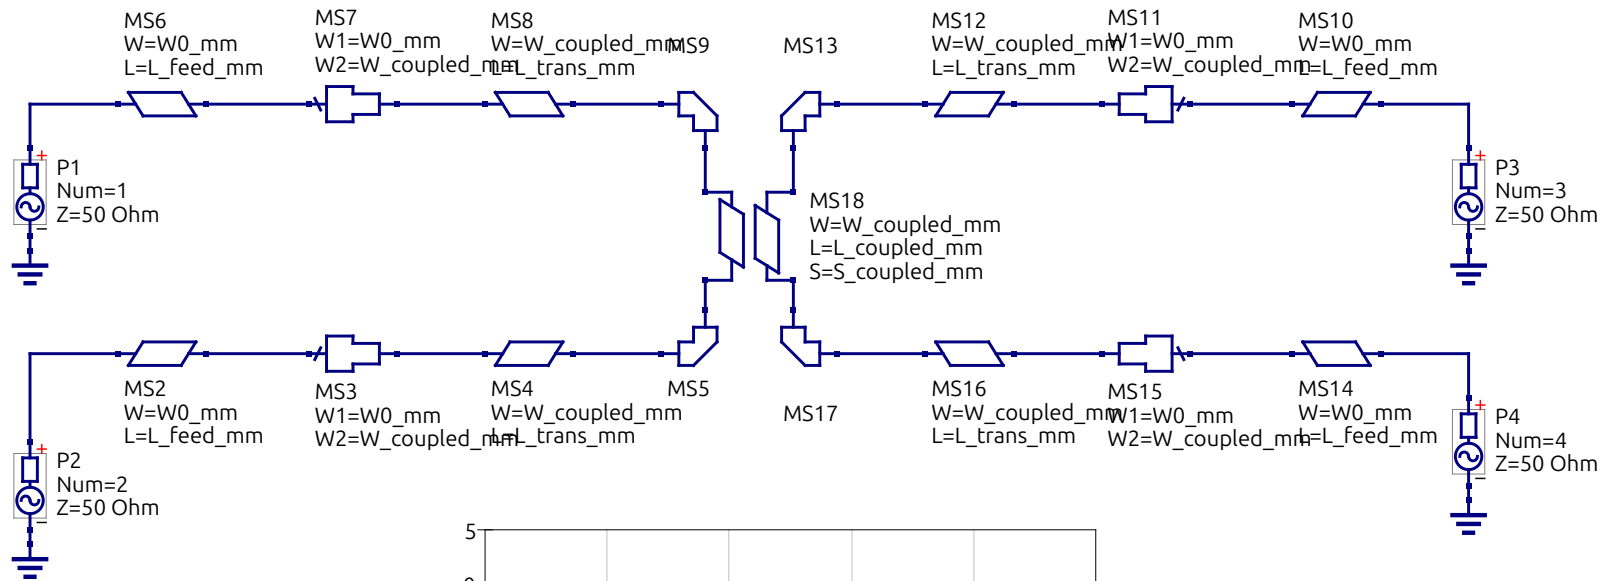 MS6
W=W0_mm
L=L_feed_mm
MS7
W1=W0_mm
W2=W_coupled_mm
MS8
W=W_coupled_mm
L=L_trans_mm
MS9
MS13
MS12
W=W_coupled_mm
L=L_trans_mm
MS11
W1=W0_mm
W2=W_coupled_mm
MS10
W=W0_mm
L=L_feed_mm
+
P1
Num=1
Z=50 Ohm
−
MS18
W=W_coupled_mm
L=L_coupled_mm
S=S_coupled_mm
+
P3
Num=3
Z=50 Ohm
−
MS2
W=W0_mm
L=L_feed_mm
MS3
W1=W0_mm
W2=W_coupled_mm
MS4
W=W_coupled_mm
L=L_trans_mm
MS5
MS17
MS16
W=W_coupled_mm
L=L_trans_mm
MS15
W1=W0_mm
W2=W_coupled_mm
MS14
W=W0_mm
L=L_feed_mm
+
P2
Num=2
Z=50 Ohm
−
+
P4
Num=4
Z=50 Ohm
−
5